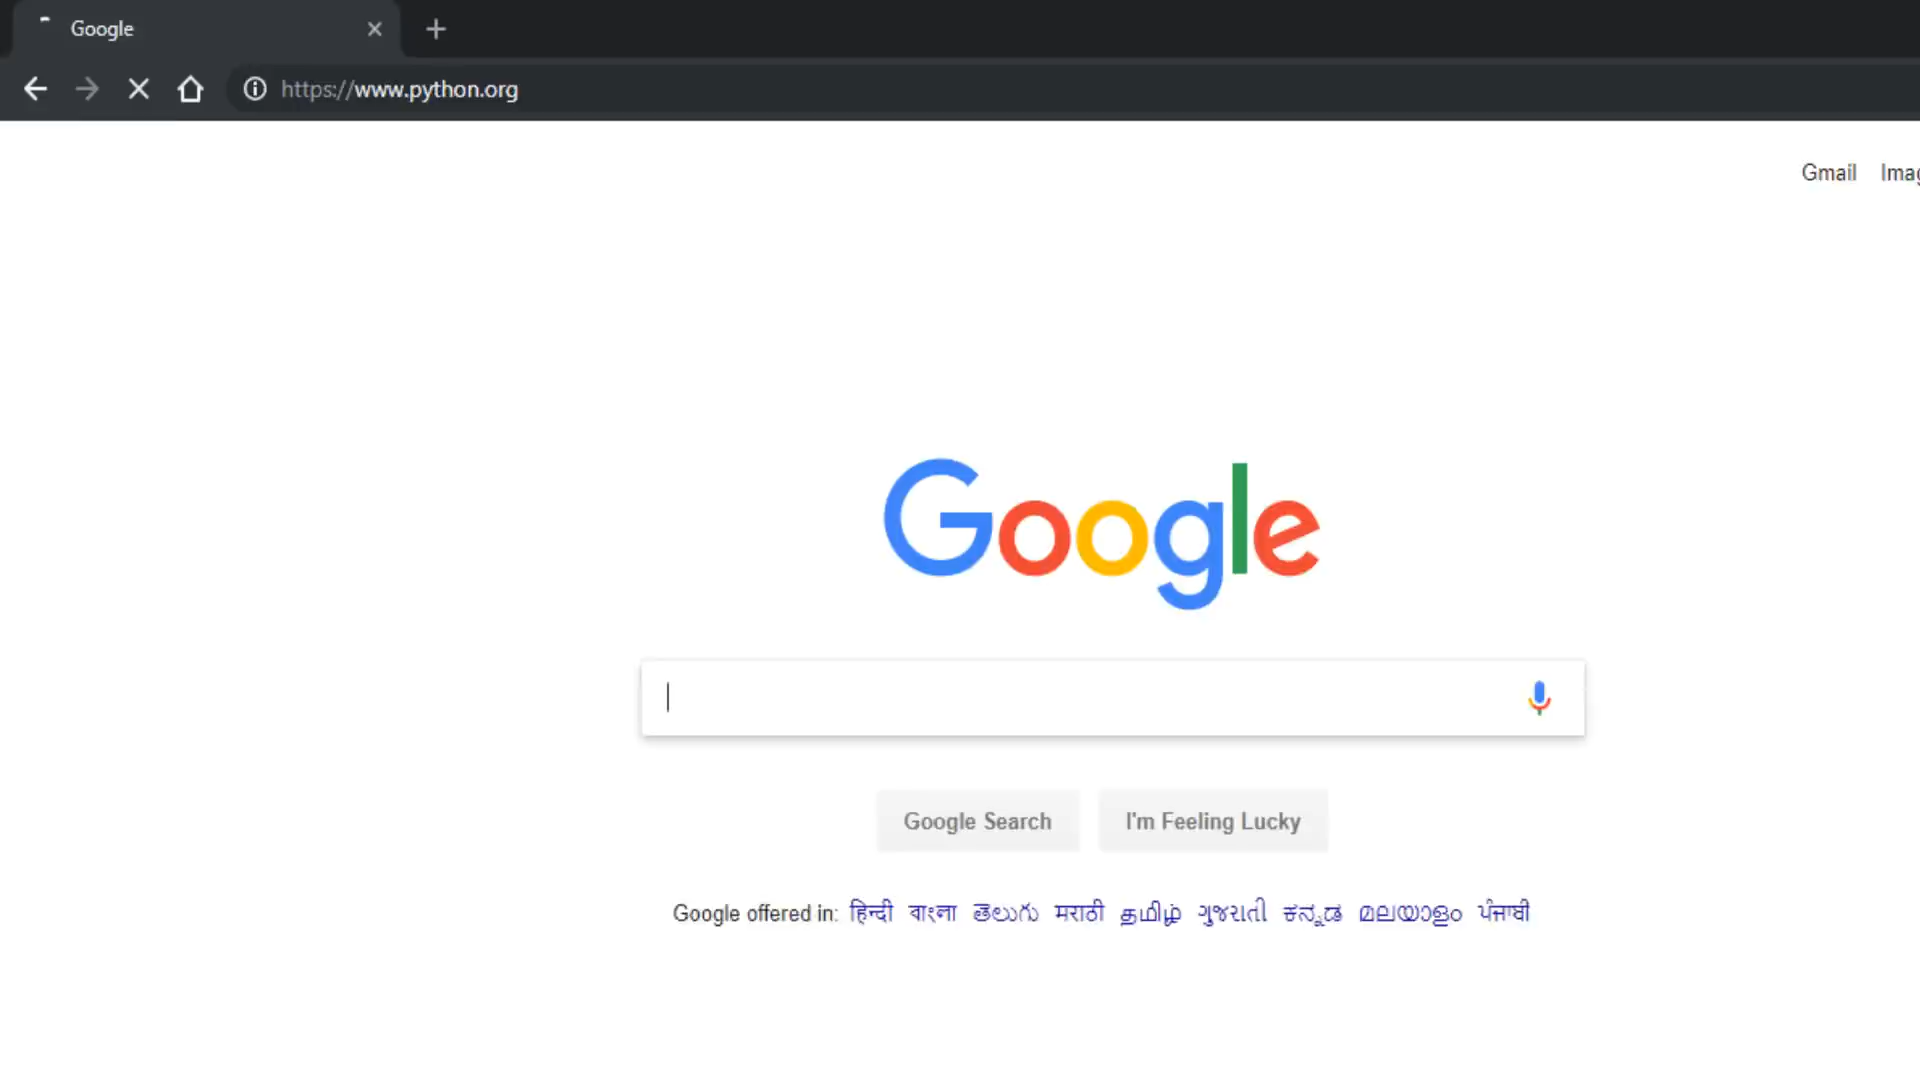 Google
https://www.python.org
Gmail
Google
Google Search
I'm Feeling Lucky
Google offered in: हिन्दी বাংলা తెలుగు मराठी தமிழ் ગુજરાતી ಕನ್ನಡ മലയാളം ਪੰਜਾਬੀ